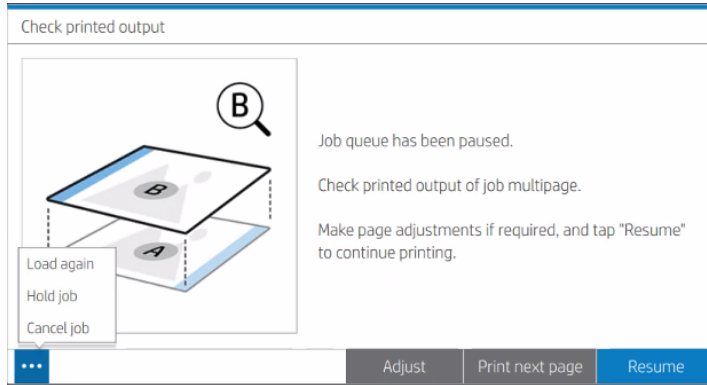 Check printed output
B
B
A
Job queue has been paused.
Check printed output of job multipage.
Make page adjustments if required, and tap "Resume"
to continue printing.
Load again
Hold job
Cancel job
Adjust
Print next page
Resume